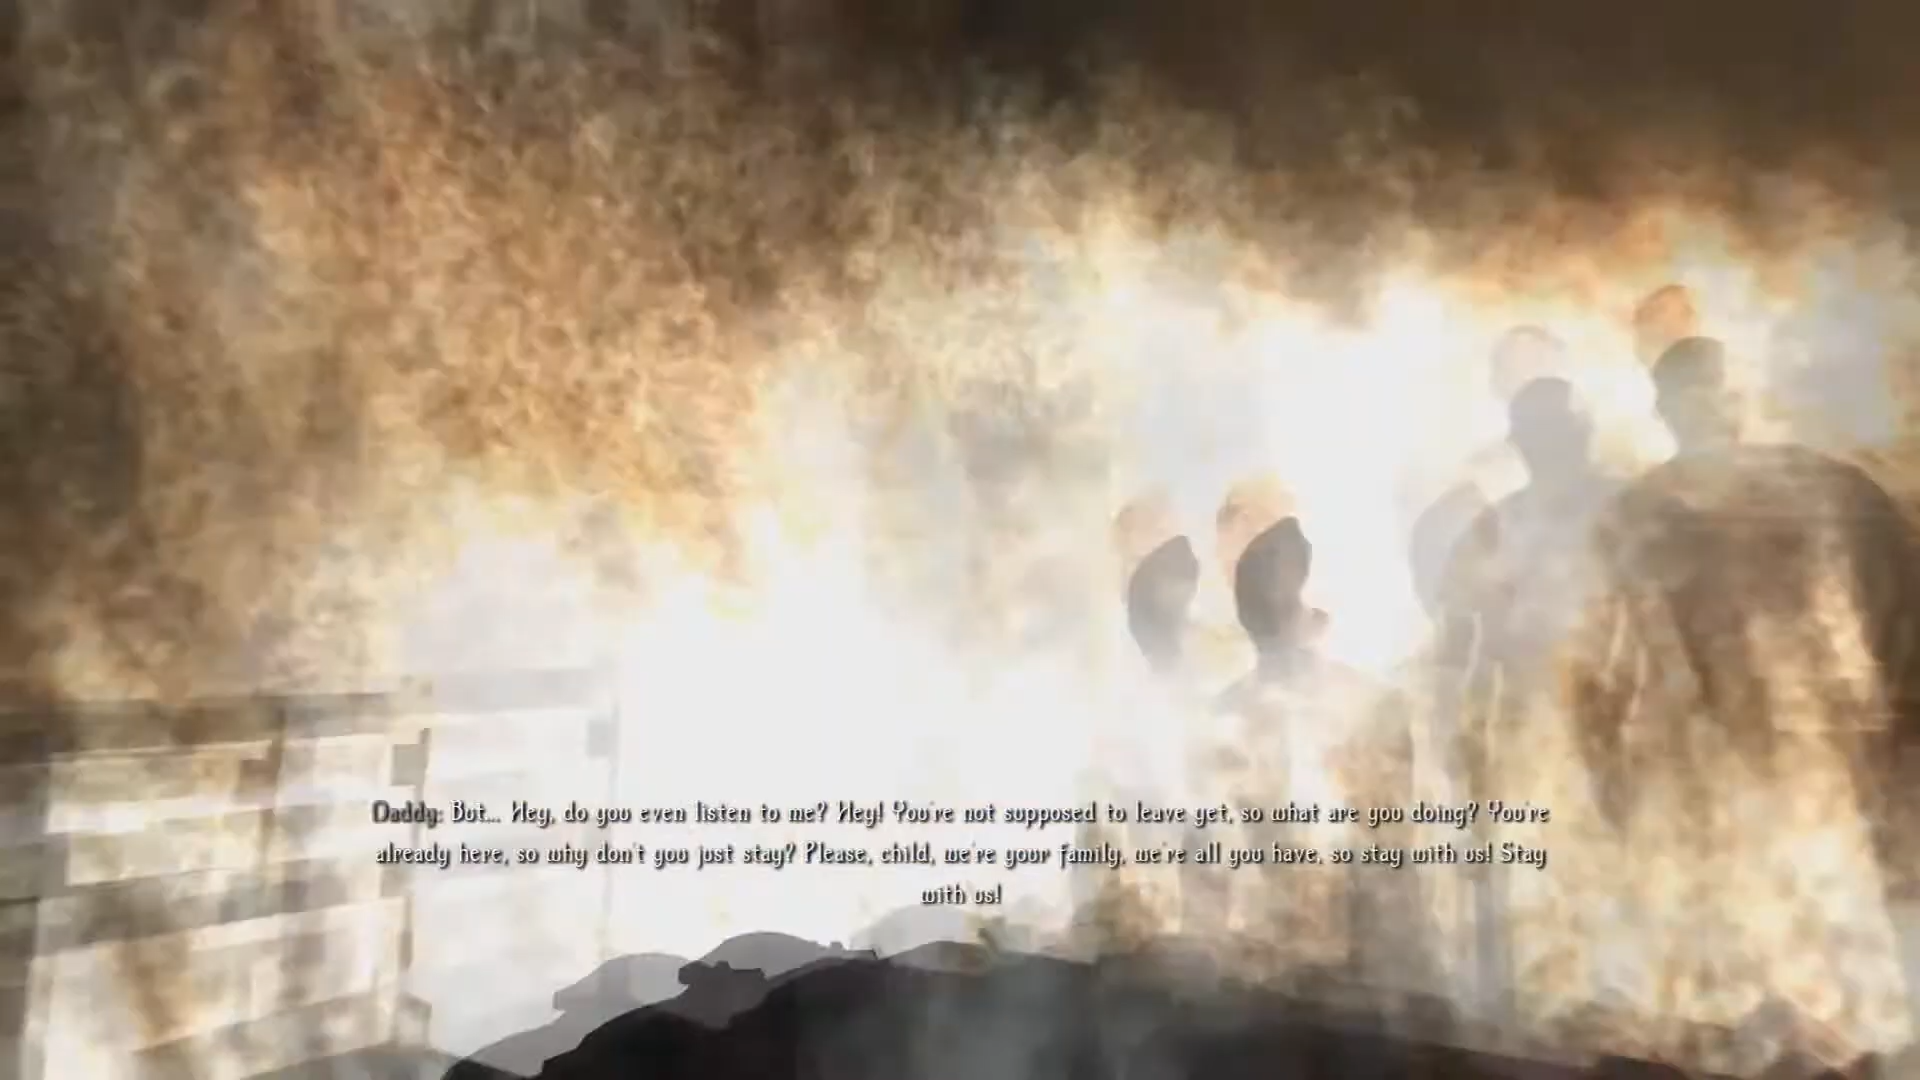 Daddy: But... Hey, do you even listen to me? Hey! You're not supposed to leave yet, so what are you doing? You're
already here, so why don't you just stay? Please, child, we're your family, we're all you have, so stay with us! Stay
with us!